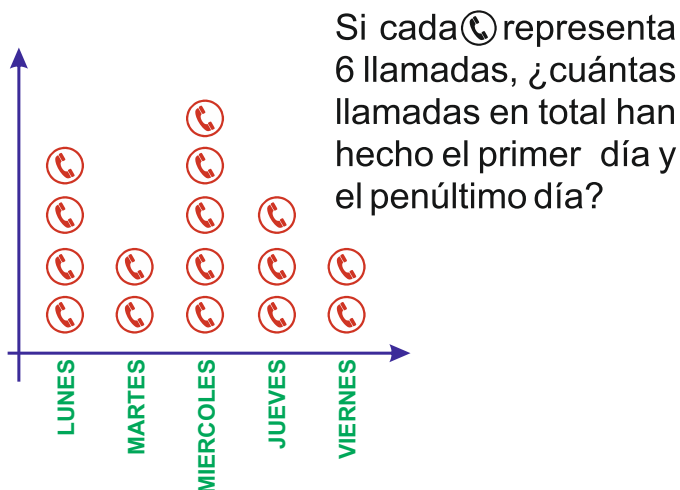 Si cada representa
6 llamadas, ¿cuántas
llamadas en total han
hecho el primer día y
el penúltimo día?
LUNES
MARTES
MIERCOLES
JUEVES
VIERNES